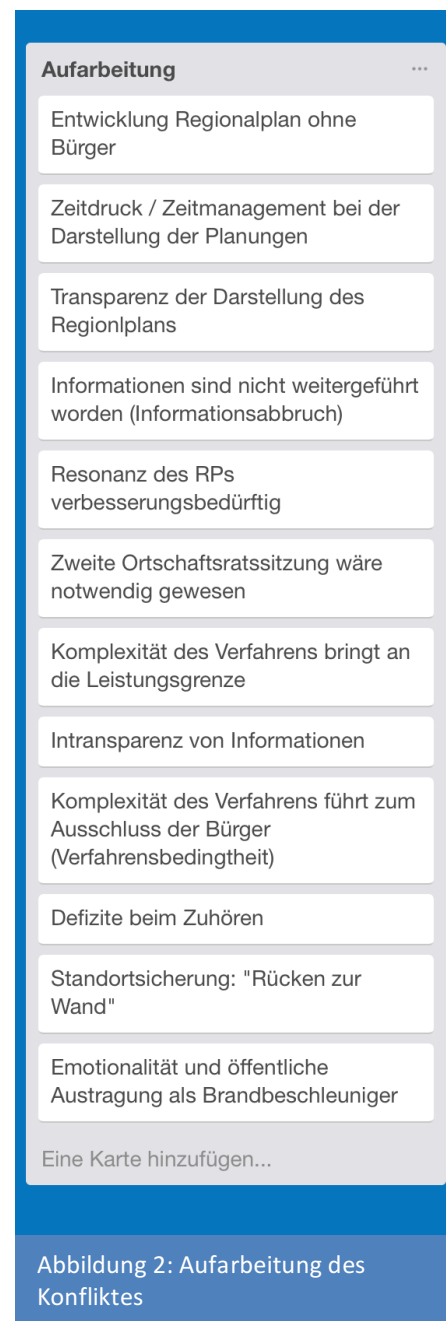 Aufarbeitung ...
Entwicklung Regionalplan ohne
Bürger
Zeitdruck / Zeitmanagement bei der
Darstellung der Planungen
Transparenz der Darstellung des
Regionlplans
Informationen sind nicht weitergeführt
worden (Informationsabbruch)
Resonanz des RPs
verbesserungsbedürftig
Zweite Ortschaftsratssitzung wäre
notwendig gewesen
Komplexität des Verfahrens bringt an
die Leistungsgrenze
Intransparenz von Informationen
Komplexität des Verfahrens führt zum
Ausschluss der Bürger
(Verfahrensbedingtheit)
Defizite beim Zuhören
Standortsicherung: "Rücken zur
Wand"
Emotionalität und öffentliche
Austragung als Brandbeschleuniger
Eine Karte hinzufügen...
Abbildung 2: Aufarbeitung des
Konfliktes